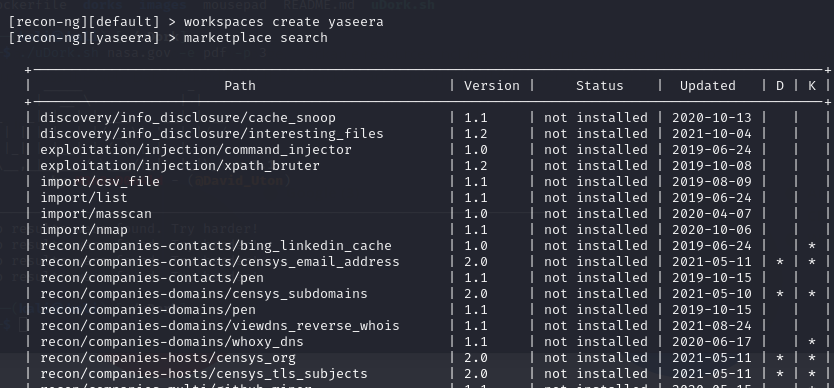 [recon-ng][default] > workspaces create yaseera
[recon-ng][yaseera] > marketplace search
| Path | Version | Status | Updated | D | K |
| discovery/info_disclosure/cache_snoop | 1.1 | not installed | 2020-10-13 | | |
| discovery/info_disclosure/interesting_files | 1.2 | not installed | 2021-10-04 | | |
| exploitation/injection/command_injector | 1.0 | not installed | 2019-06-24 | | |
| exploitation/injection/xpath_bruter | 1.2 | not installed | 2019-10-08 | | |
| import/csv_file | 1.1 | not installed | 2019-08-09 | | |
| import/list | 1.1 | not installed | 2019-06-24 | | |
| import/masscan | 1.0 | not installed | 2020-04-07 | | |
| import/nmap | 1.1 | not installed | 2020-10-06 | | |
| recon/companies-contacts/bing_linkedin_cache | 1.0 | not installed | 2019-06-24 | | * |
| recon/companies-contacts/censys_email_address | 2.0 | not installed | 2021-05-11 | * | * |
| recon/companies-contacts/pen | 1.1 | not installed | 2019-10-15 | | |
| recon/companies-domains/censys_subdomains | 2.0 | not installed | 2021-05-10 | * | * |
| recon/companies-domains/pen | 1.1 | not installed | 2019-10-15 | | |
| recon/companies-domains/viewdns_reverse_whois | 1.1 | not installed | 2021-08-24 | | |
| recon/companies-domains/whoxy_dns | 1.1 | not installed | 2020-06-17 | | * |
| recon/companies-hosts/censys_org | 2.0 | not installed | 2021-05-11 | * | * |
| recon/companies-hosts/censys_tls_subjects | 2.0 | not installed | 2021-05-11 | * | * |